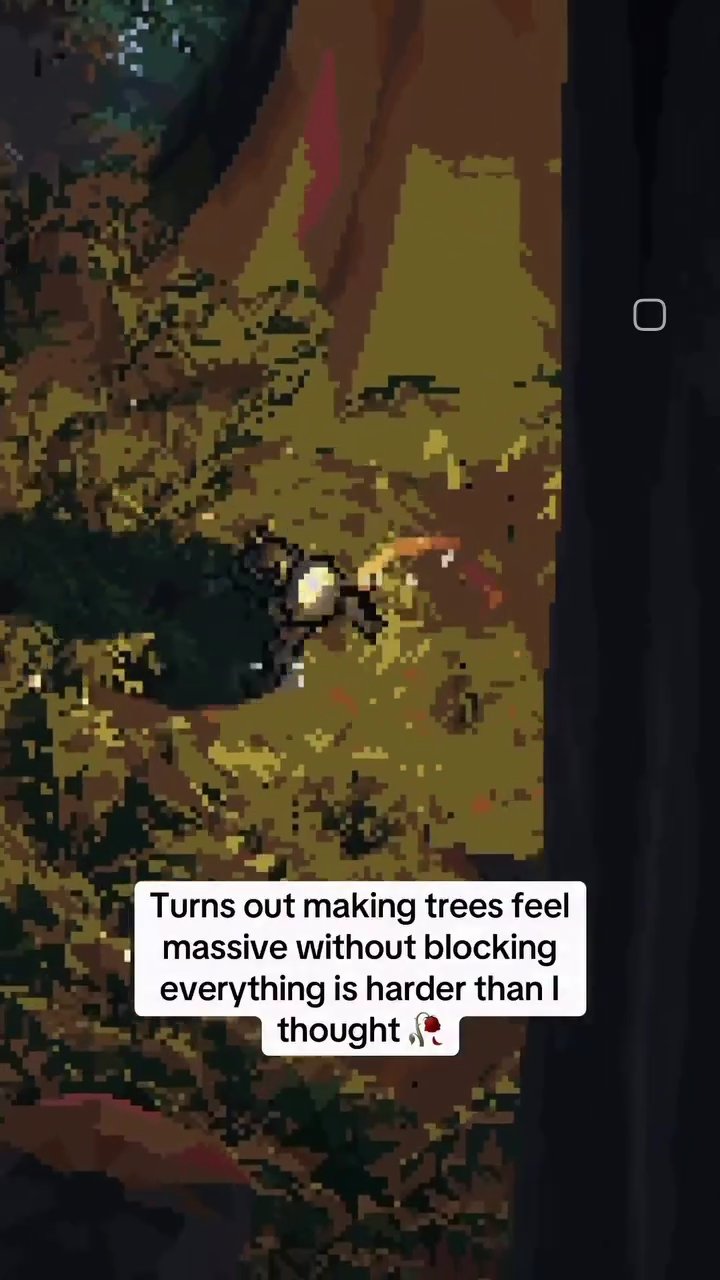 Turns out making trees feel
massive without blocking
everything is harder than I
thought 🥀